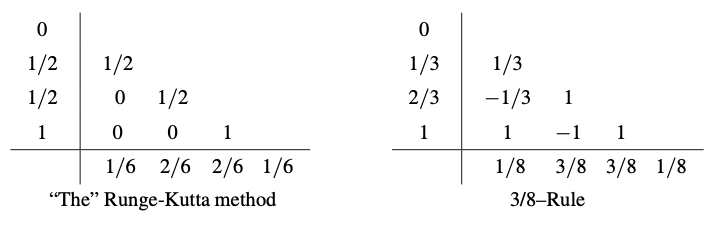 0
1/2 1/2
1/2 0 1/2
1 0 0 1
1/6 2/6 2/6 1/6
“The” Runge-Kutta method
0
1/3 1/3
2/3 −1/3 1
1 1 −1 1
1/8 3/8 3/8 1/8
3/8–Rule